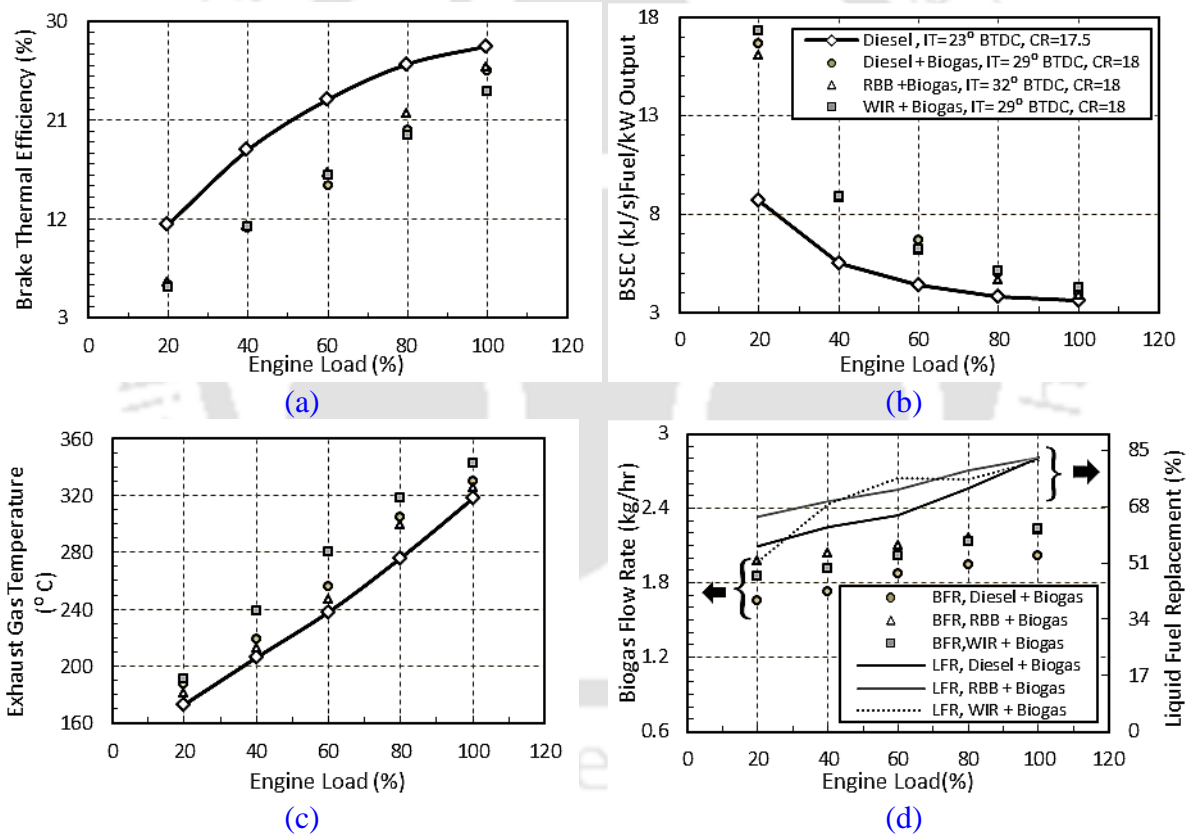 30
21
12
3
Brake Thermal Efficiency (%)
0 20 40 60 80 100 120
Engine Load (%)
(a)
18
13
8
3
BSEC (kJ/s)Fuel/kW Output
Diesel , IT= 23° BTDC, CR=17.5
Diesel +Biogas, IT= 29° BTDC, CR=18
RBB +Biogas, IT= 32° BTDC, CR=18
WIR + Biogas, IT= 29° BTDC, CR=18
0 20 40 60 80 100 120
Engine Load (%)
(b)
360
320
280
240
200
160
Exhaust Gas Temperature
(°C)
0 20 40 60 80 100 120
Engine Load (%)
(c)
3
2.4
1.8
1.2
0.6
Biogas Flow Rate (kg/hr)
BFR, Diesel + Biogas
BFR, RBB + Biogas
BFR,WIR + Biogas
LFR, Diesel + Biogas
LFR, RBB + Biogas
LFR, WIR + Biogas
85
68
51
34
17
0
Liquid Fuel Replacement (%)
0 20 40 60 80 100 120
Engine Load(%)
(d)